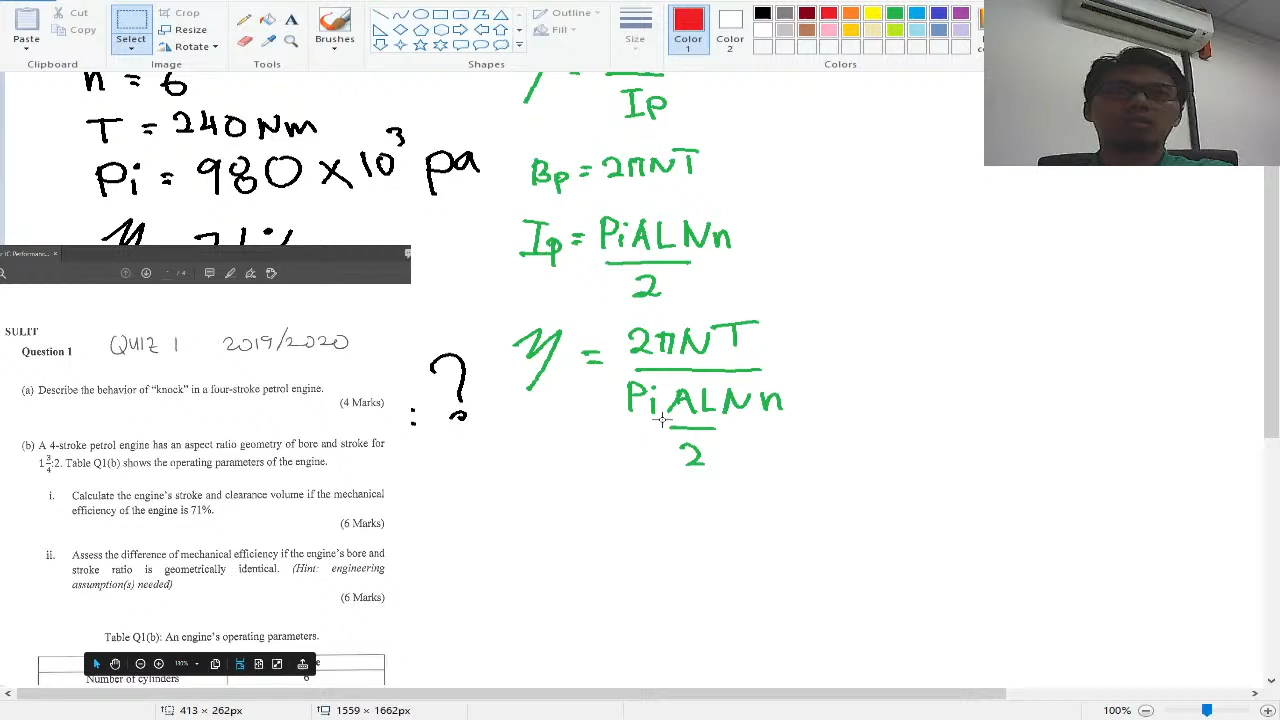 Paste
Cut
Copy
Clipboard
Select
Crop
Resize
Rotate
Image
Tools
Brushes
Shapes
Outline
Fill
Size
Color
1
Color
2
Colors
n = 6
T = 240 Nm
Pi = 980 × 10³ pa
η 71%
Ip
Bp = 2πNT
Ip = PiALNn
2
η = 2πNT
PiALNn
2
: ?
IC Performanc...
/ 4
SULIT
Question 1 QUIZ 1 2019/2020
(a) Describe the behavior of “knock” in a four-stroke petrol engine.
(4 Marks)
(b) A 4-stroke petrol engine has an aspect ratio geometry of bore and stroke for
1 3/4:2. Table Q1(b) shows the operating parameters of the engine.
i. Calculate the engine's stroke and clearance volume if the mechanical
efficiency of the engine is 71%.
(6 Marks)
ii. Assess the difference of mechanical efficiency if the engine's bore and
stroke ratio is geometrically identical. (Hint: engineering
assumption(s) needed)
(6 Marks)
Table Q1(b): An engine's operating parameters.
Number of cylinders 6
413 × 262px
1559 × 1662px
100%